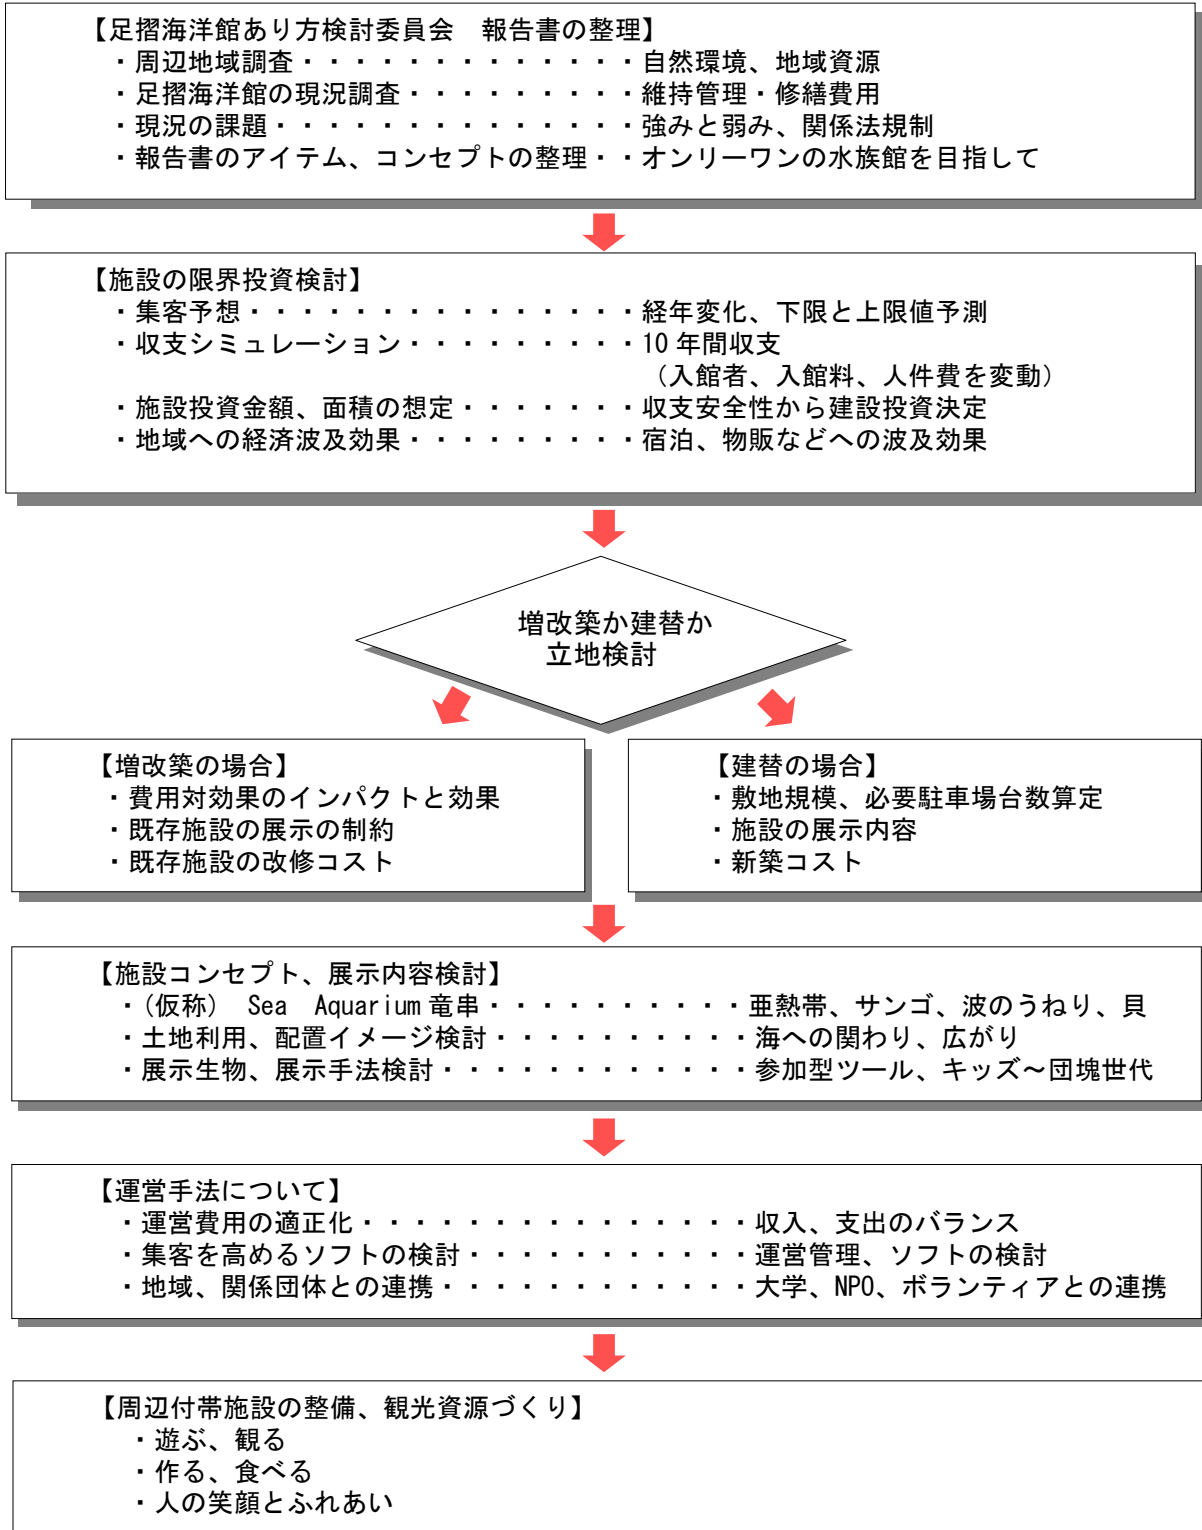 【足摺海洋館あり方検討委員会　報告書の整理】
・周辺地域調査・・・・・・・・・・・・・自然環境、地域資源
・足摺海洋館の現況調査・・・・・・・・・維持管理・修繕費用
・現況の課題・・・・・・・・・・・・・・強みと弱み、関係法規制
・報告書のアイテム、コンセプトの整理・・オンリーワンの水族館を目指して
【施設の限界投資検討】
・集客予想・・・・・・・・・・・・・・・経年変化、下限と上限値予測
・収支シミュレーション・・・・・・・・・10年間収支
（入館者、入館料、人件費を変動）
・施設投資金額、面積の想定・・・・・・・収支安全性から建設投資決定
・地域への経済波及効果・・・・・・・・・宿泊、物販などへの波及効果
増改築か建替か
立地検討
【増改築の場合】
・費用対効果のインパクトと効果
・既存施設の展示の制約
・既存施設の改修コスト
【建替の場合】
・敷地規模、必要駐車場台数算定
・施設の展示内容
・新築コスト
【施設コンセプト、展示内容検討】
・(仮称)　Sea　Aquarium竜串・・・・・・・・・・亜熱帯、サンゴ、波のうねり、貝
・土地利用、配置イメージ検討・・・・・・・・・・海への関わり、広がり
・展示生物、展示手法検討・・・・・・・・・・・・参加型ツール、キッズ～団塊世代
【運営手法について】
・運営費用の適正化・・・・・・・・・・・・・・・収入、支出のバランス
・集客を高めるソフトの検討・・・・・・・・・・・運営管理、ソフトの検討
・地域、関係団体との連携・・・・・・・・・・・・大学、NPO、ボランティアとの連携
【周辺付帯施設の整備、観光資源づくり】
・遊ぶ、観る
・作る、食べる
・人の笑顔とふれあい